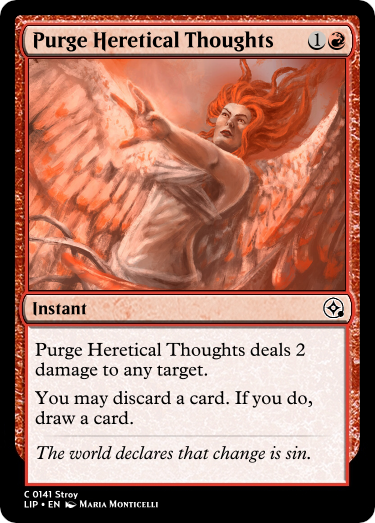 Purge Heretical Thoughts 1
Instant
Purge Heretical Thoughts deals 2
damage to any target.
You may discard a card. If you do,
draw a card.
The world declares that change is sin.
C 0141 Stroy
LIP • EN Maria Monticelli